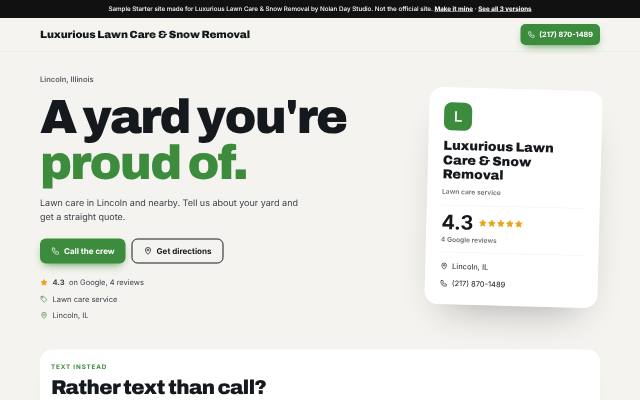 Sample Starter site made for Luxurious Lawn Care & Snow Removal by Nolan Day Studio. Not the official site. Make it mine · See all 3 versions
Luxurious Lawn Care & Snow Removal
(217) 870-1489
Lincoln, Illinois
A yard you're
proud of.
Lawn care in Lincoln and nearby. Tell us about your yard and
get a straight quote.
Call the crew
Get directions
4.3 on Google, 4 reviews
Lawn care service
Lincoln, IL
L
Luxurious Lawn
Care & Snow
Removal
Lawn care service
4.3
4 Google reviews
Lincoln, IL
(217) 870-1489
TEXT INSTEAD
Rather text than call?